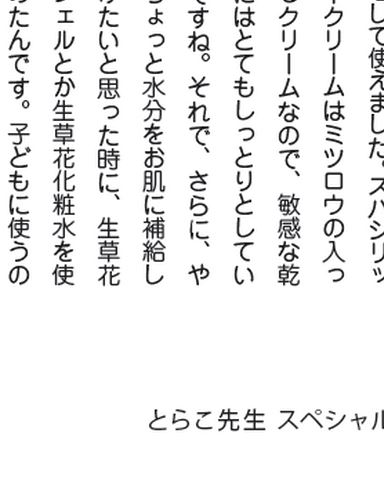 して使えました。スバシリッ
クリームはミツロウの入っ
クリームなので、敏感な乾
にはとてもしっとりとしてい
ですね。それで、さらに、や
ちょっと水分をお肌に補給し
たいと思った時に、生草花
ジェルとか生草花化粧水を使
たんです。子どもに使うの
とらこ先生 スペシャル